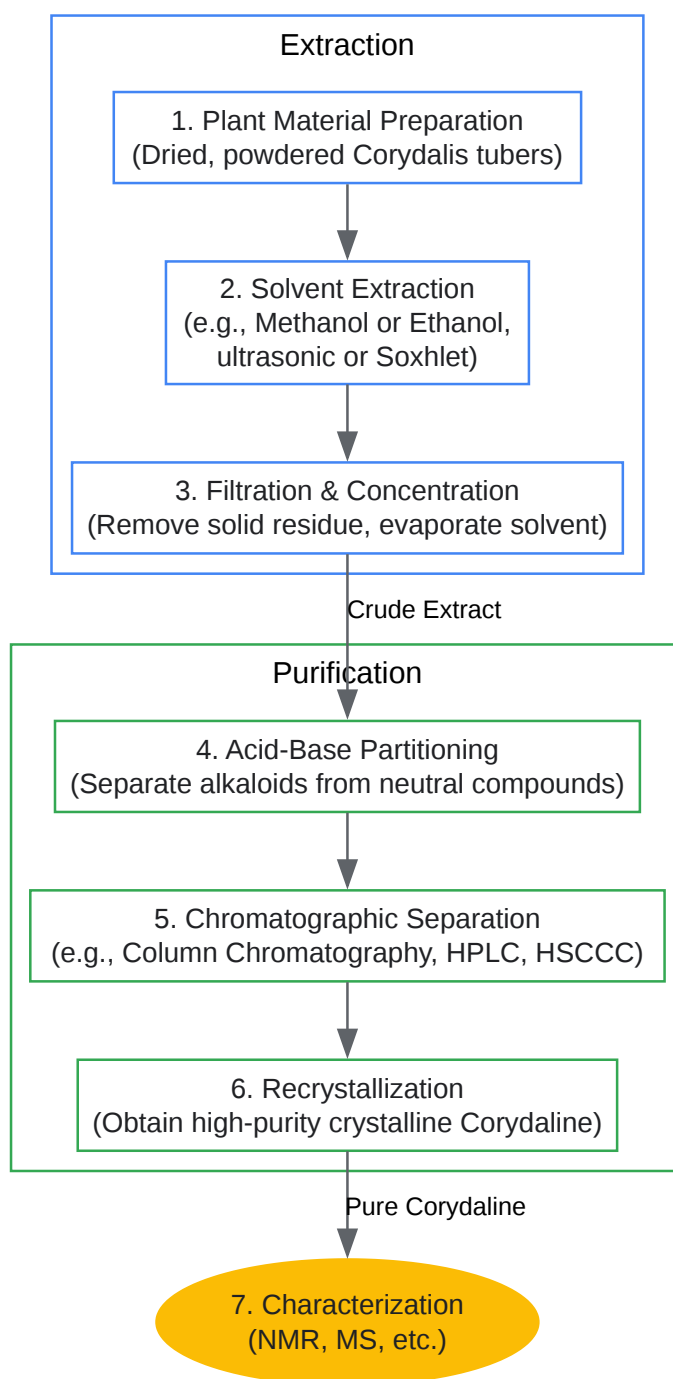 Extraction
1. Plant Material Preparation
(Dried, powdered Corydalis tubers)
2. Solvent Extraction
(e.g., Methanol or Ethanol,
ultrasonic or Soxhlet)
3. Filtration & Concentration
(Remove solid residue, evaporate solvent)
Crude Extract
Purification
4. Acid-Base Partitioning
(Separate alkaloids from neutral compounds)
5. Chromatographic Separation
(e.g., Column Chromatography, HPLC, HSCCC)
6. Recrystallization
(Obtain high-purity crystalline Corydaline)
Pure Corydaline
7. Characterization
(NMR, MS, etc.)